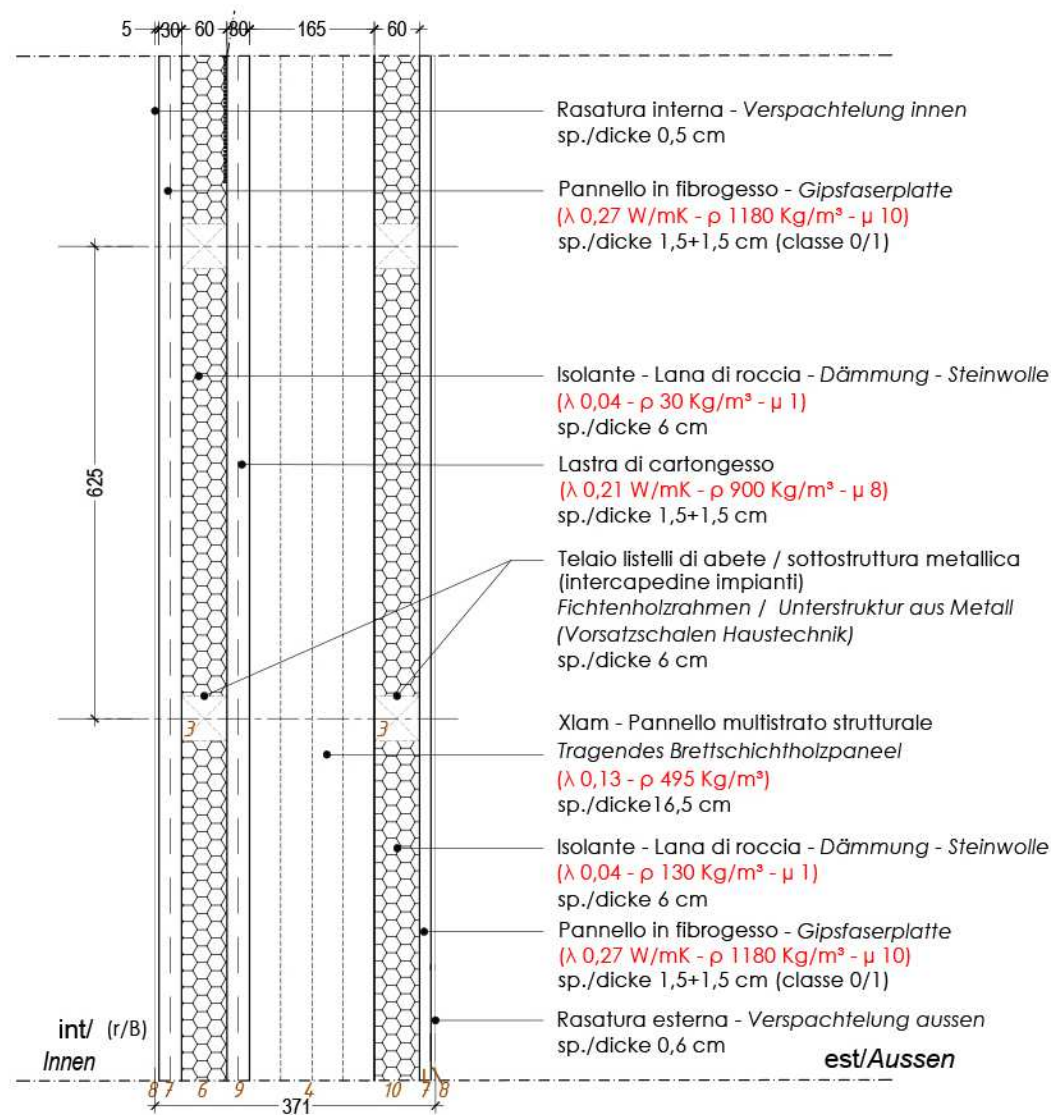 5 30 60 30 165 60
Rasatura interna - Verspachtelung innen
sp./dicke 0,5 cm
Pannello in fibrogesso - Gipsfaserplatte
(λ 0,27 W/mK - ρ 1180 Kg/m³ - μ 10)
sp./dicke 1,5+1,5 cm (classe 0/1)
Isolante - Lana di roccia - Dämmung - Steinwolle
(λ 0,04 - ρ 30 Kg/m³ - μ 1)
sp./dicke 6 cm
Lastra di cartongesso
(λ 0,21 W/mK - ρ 900 Kg/m³ - μ 8)
sp./dicke 1,5+1,5 cm
625
Telaio listelli di abete / sottostruttura metallica
(intercapedine impianti)
Fichtenholzrahmen / Unterstruktur aus Metall
(Vorsatzschalen Haustechnik)
sp./dicke 6 cm
3 3
Xlam - Pannello multistrato strutturale
Tragendes Brettschichtholzpaneel
(λ 0,13 - ρ 495 Kg/m³)
sp./dicke16,5 cm
Isolante - Lana di roccia - Dämmung - Steinwolle
(λ 0,04 - ρ 130 Kg/m³ - μ 1)
sp./dicke 6 cm
Pannello in fibrogesso - Gipsfaserplatte
(λ 0,27 W/mK - ρ 1180 Kg/m³ - μ 10)
sp./dicke 1,5+1,5 cm (classe 0/1)
Rasatura esterna - Verspachtelung aussen
sp./dicke 0,6 cm
int/ (r/B)
Innen
est/Aussen
8 7 6 9 4 10 7 8
371